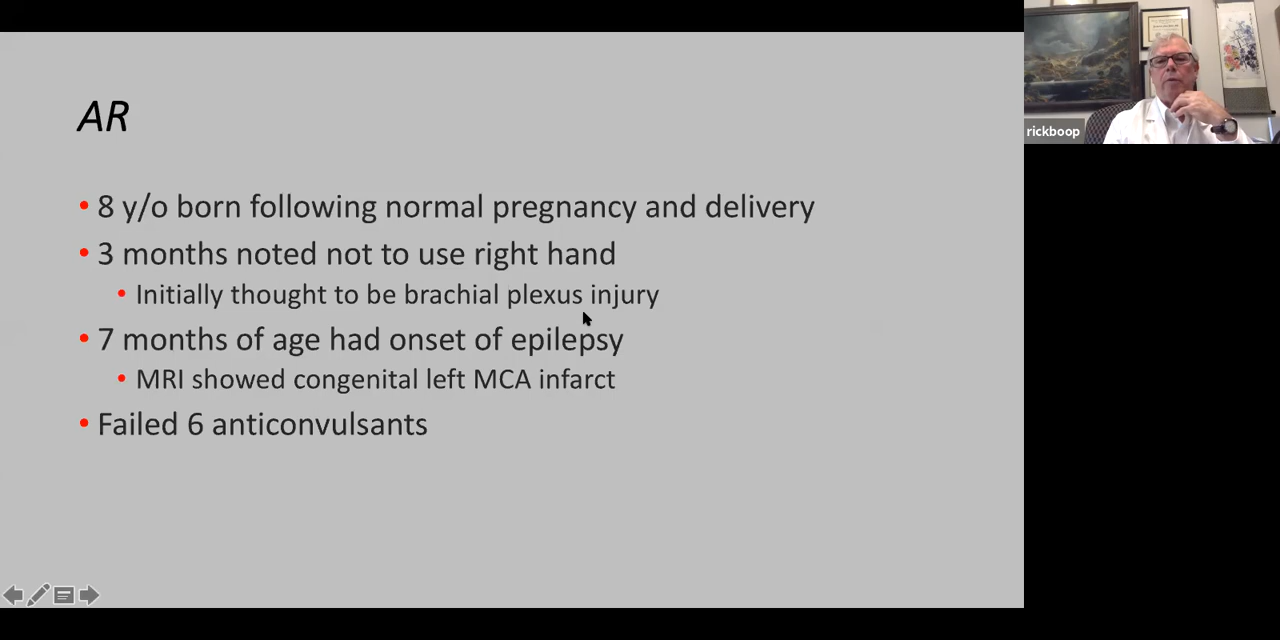 AR
• 8 y/o born following normal pregnancy and delivery
• 3 months noted not to use right hand
• Initially thought to be brachial plexus injury
• 7 months of age had onset of epilepsy
• MRI showed congenital left MCA infarct
• Failed 6 anticonvulsants
rickboop